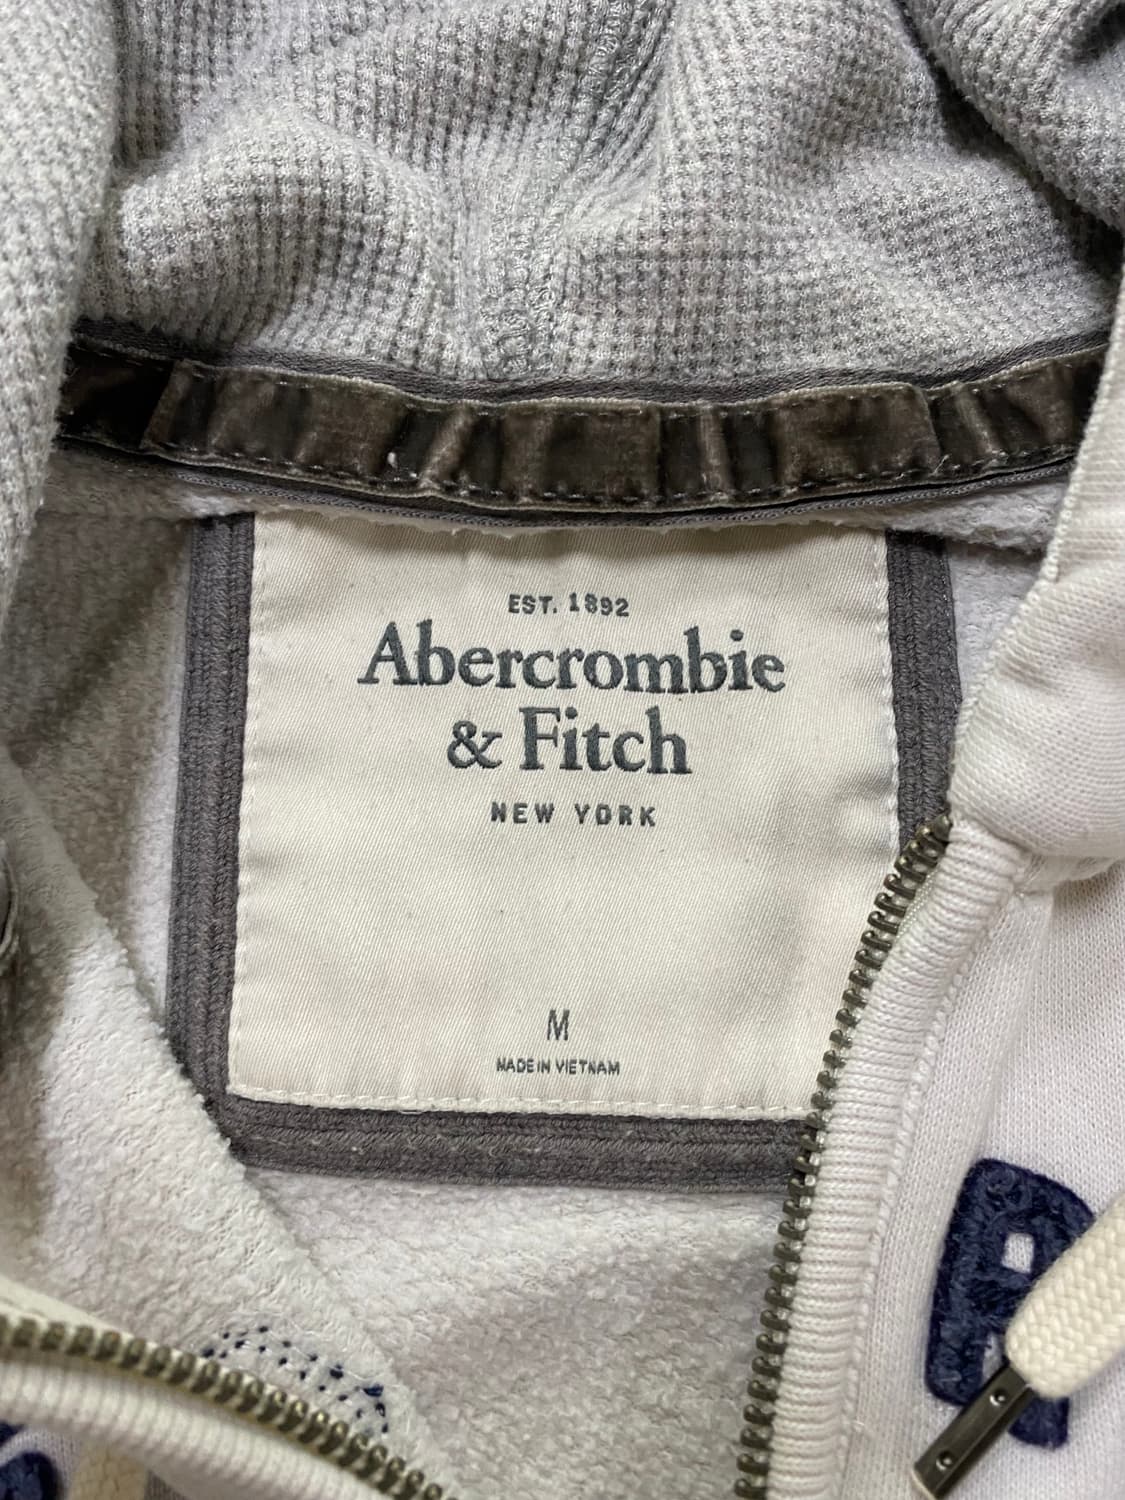 EST. 1892
Abercrombie
& Fitch
NEW YORK
M
MADE IN VIETNAM
R